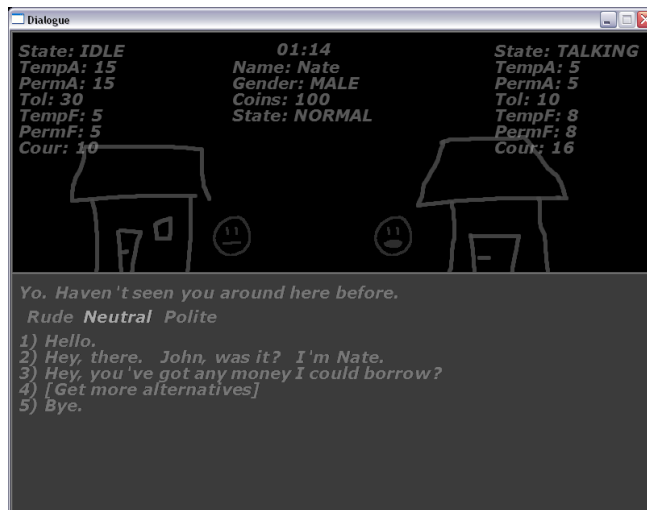 Dialogue
State: IDLE
TempA: 15
PermA: 15
Tol: 30
TempF: 5
PermF: 5
Cour: 10
01:14
Name: Nate
Gender: MALE
Coins: 100
State: NORMAL
State: TALKING
TempA: 5
PermA: 5
Tol: 10
TempF: 8
PermF: 8
Cour: 16
Yo. Haven't seen you around here before.
Rude Neutral Polite
1) Hello.
2) Hey, there. John, was it? I'm Nate.
3) Hey, you've got any money I could borrow?
4) [Get more alternatives]
5) Bye.